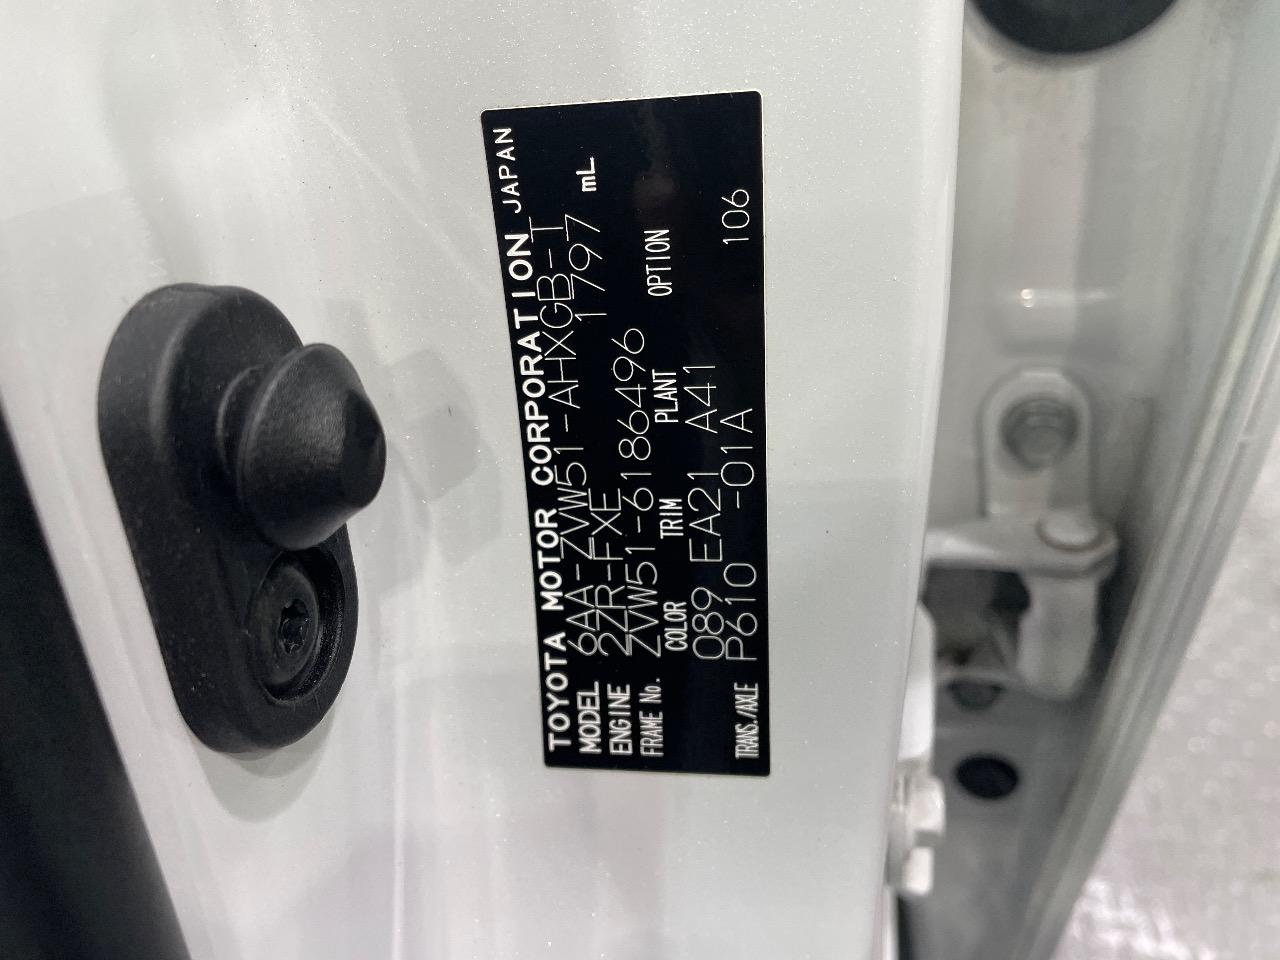 TOYOTA MOTOR CORPORATION JAPAN
MODEL 6AA-ZVW51-AHXGB-T
ENGINE 2ZR-FXE 1797 mL
FRAME No. ZVW51-6186496
COLOR TRIM PLANT OPTION
089 EA21 A41
TRANS./AXLE P610 -01A 106